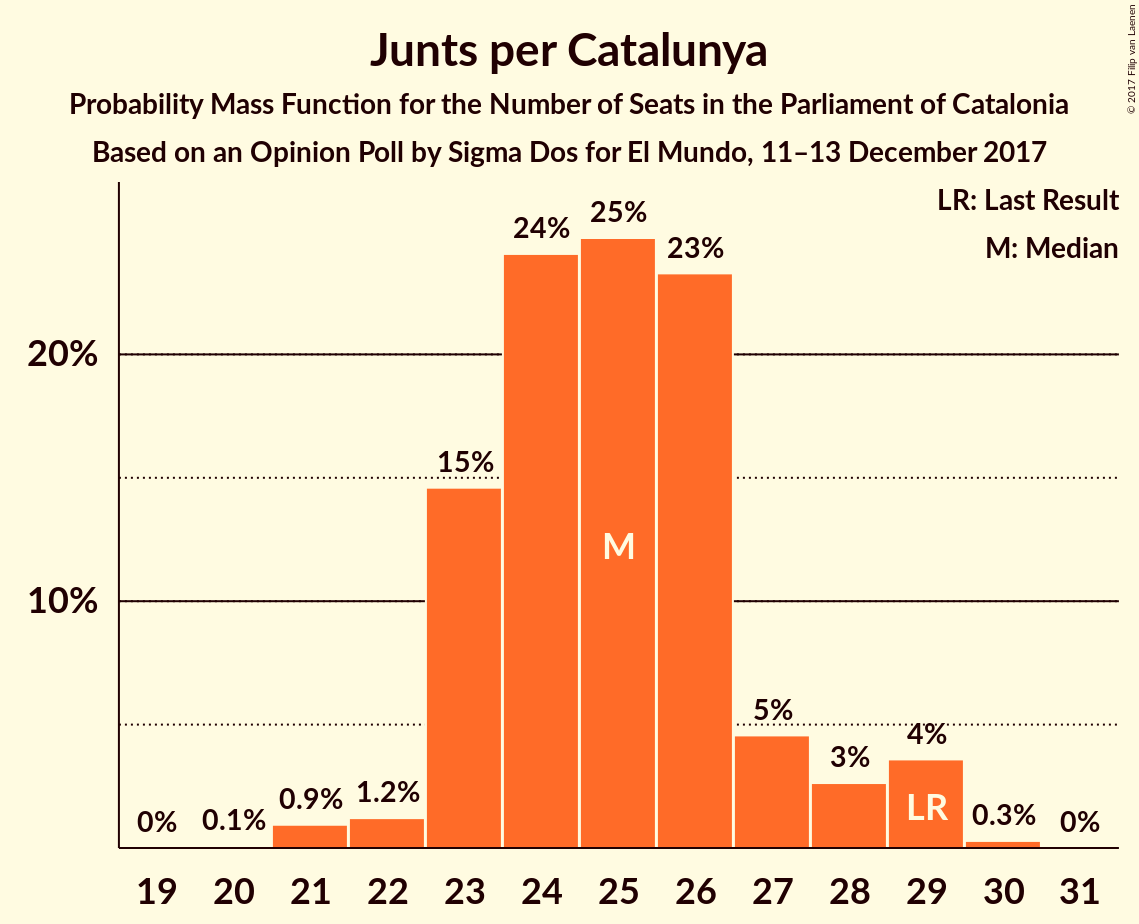 Junts per Catalunya
Probability Mass Function for the Number of Seats in the Parliament of Catalonia
Based on an Opinion Poll by Sigma Dos for El Mundo, 11–13 December 2017
© 2017 Filip van Laenen
LR: Last Result
M: Median
20%
10%
0% 0.1% 0.9% 1.2% 15% 24% 25% 23% 5% 3% 4% 0.3% 0%
M
LR
19 20 21 22 23 24 25 26 27 28 29 30 31